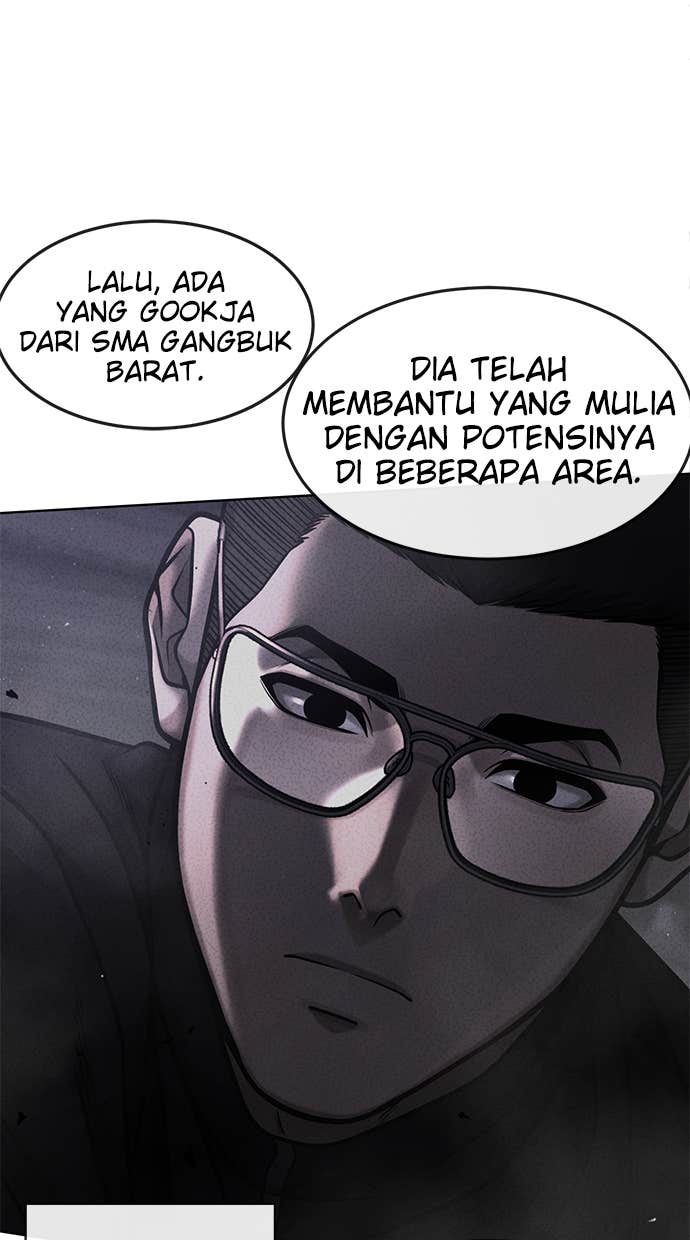 LALU, ADA
YANG GOOKJA
DARI SMA GANGBUK
BARAT.
DIA TELAH
MEMBANTU YANG MULIA
DENGAN POTENSINYA
DI BEBERAPA AREA.